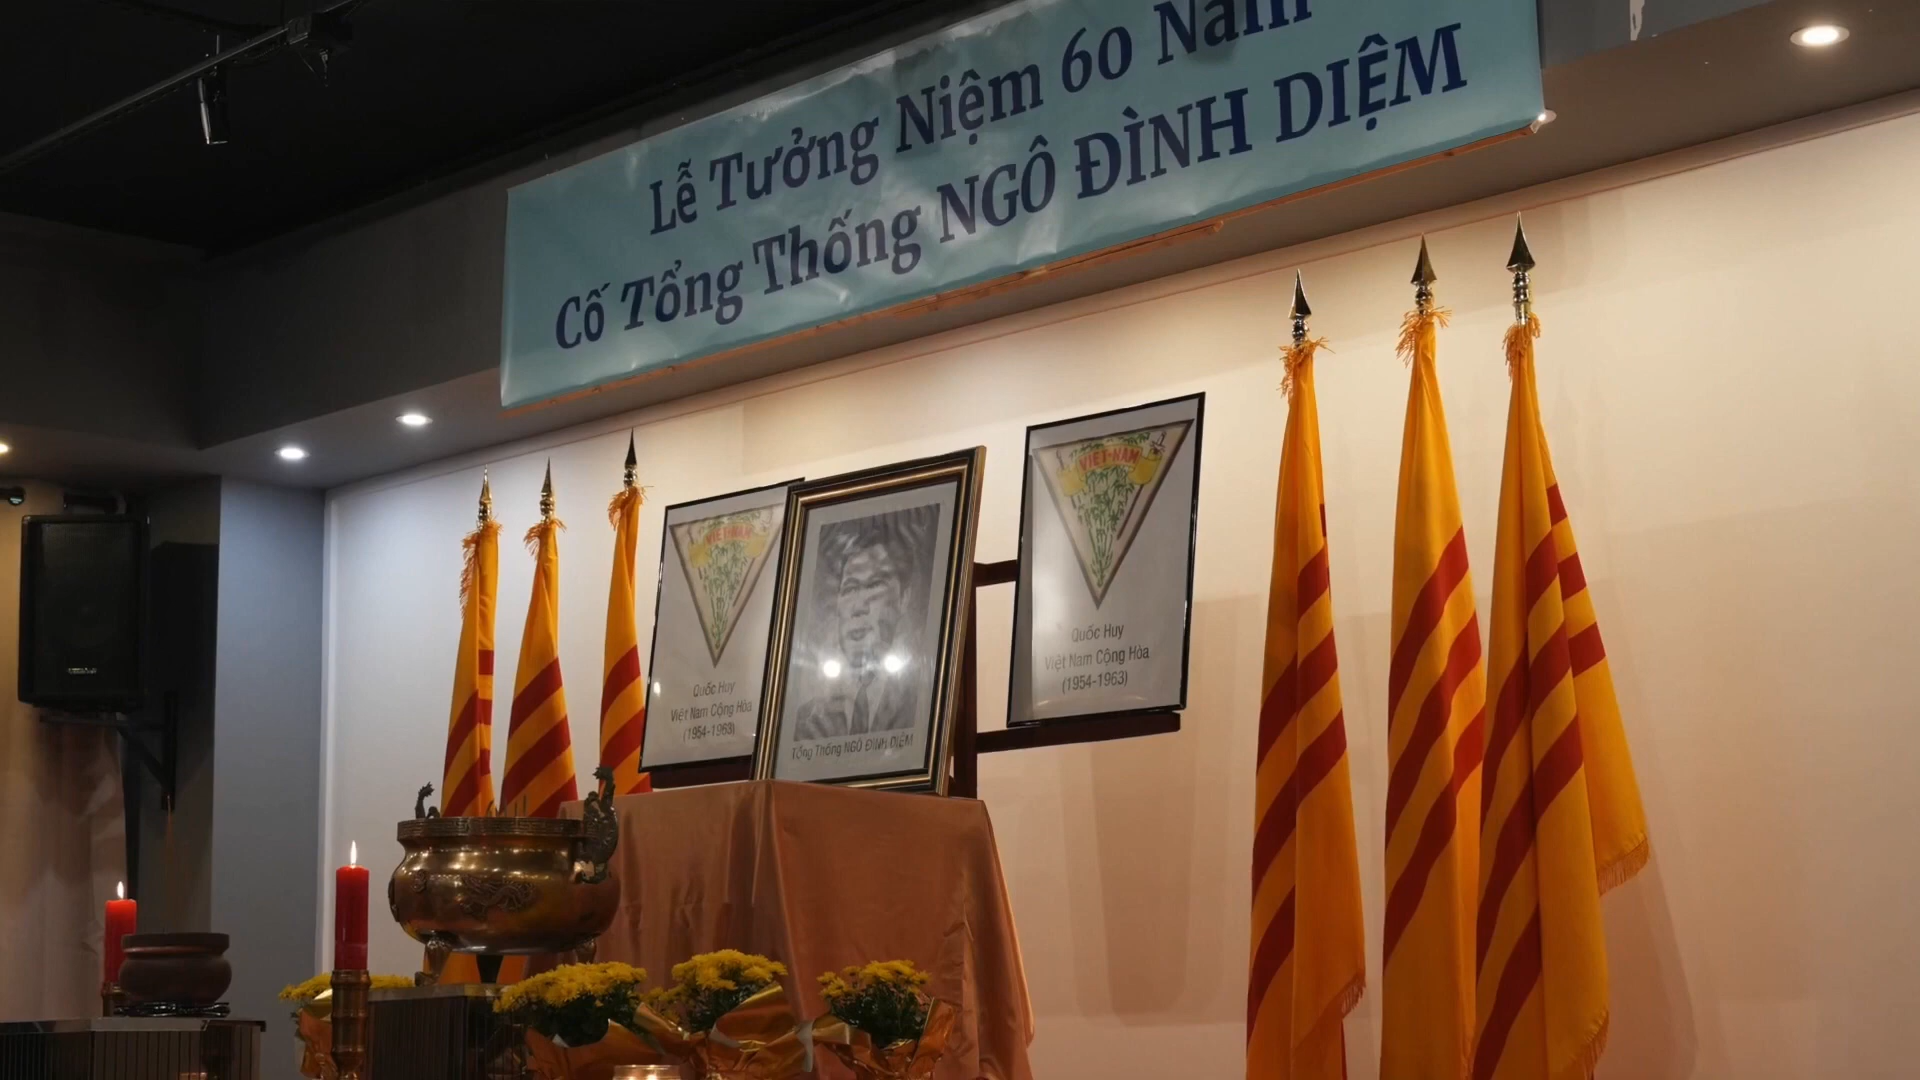 Lễ Tưởng Niệm 60 Năm
Cố Tổng Thống NGÔ ĐÌNH DIỆM
VIỆT-NAM
Quốc Huy
Việt Nam Cộng Hòa
(1954-1963)
Tổng Thống NGÔ ĐÌNH DIỆM
VIỆT-NAM
Quốc Huy
Việt Nam Cộng Hòa
(1954-1963)